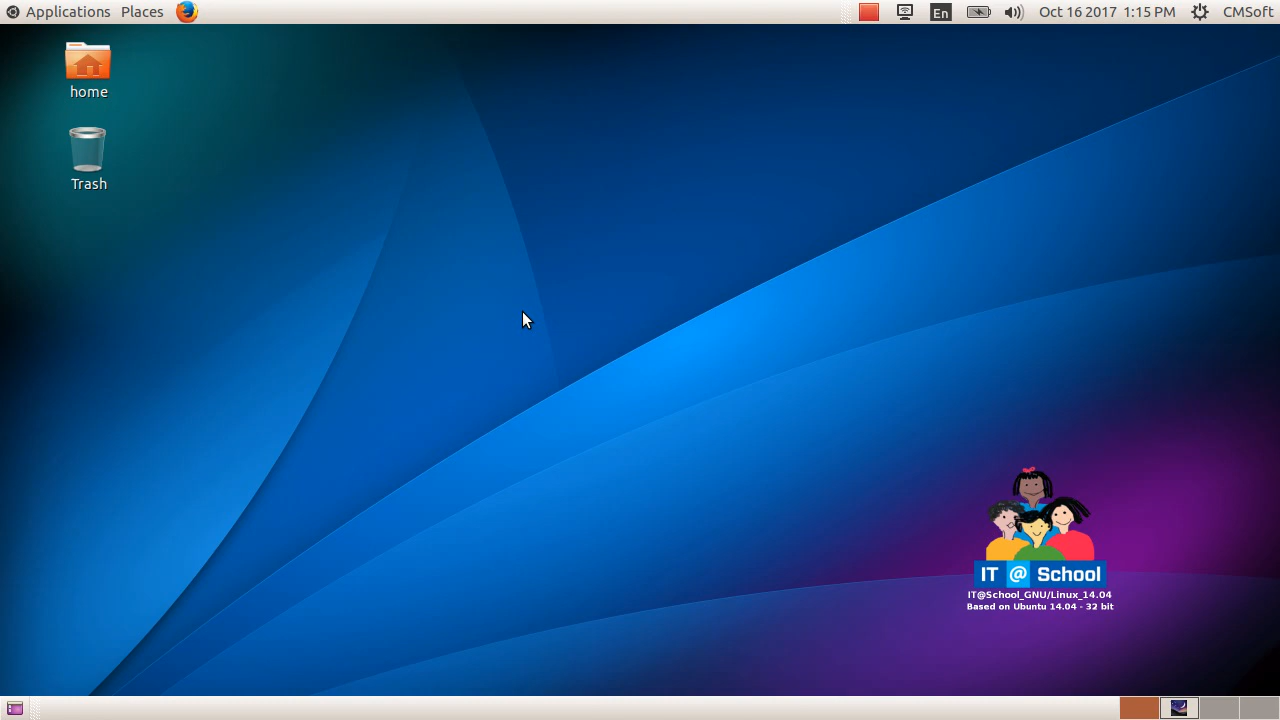 Applications Places En Oct 16 2017 1:15 PM CMSoft
home
Trash
IT @ School
IT@School_GNU/Linux_14.04
Based on Ubuntu 14.04 - 32 bit